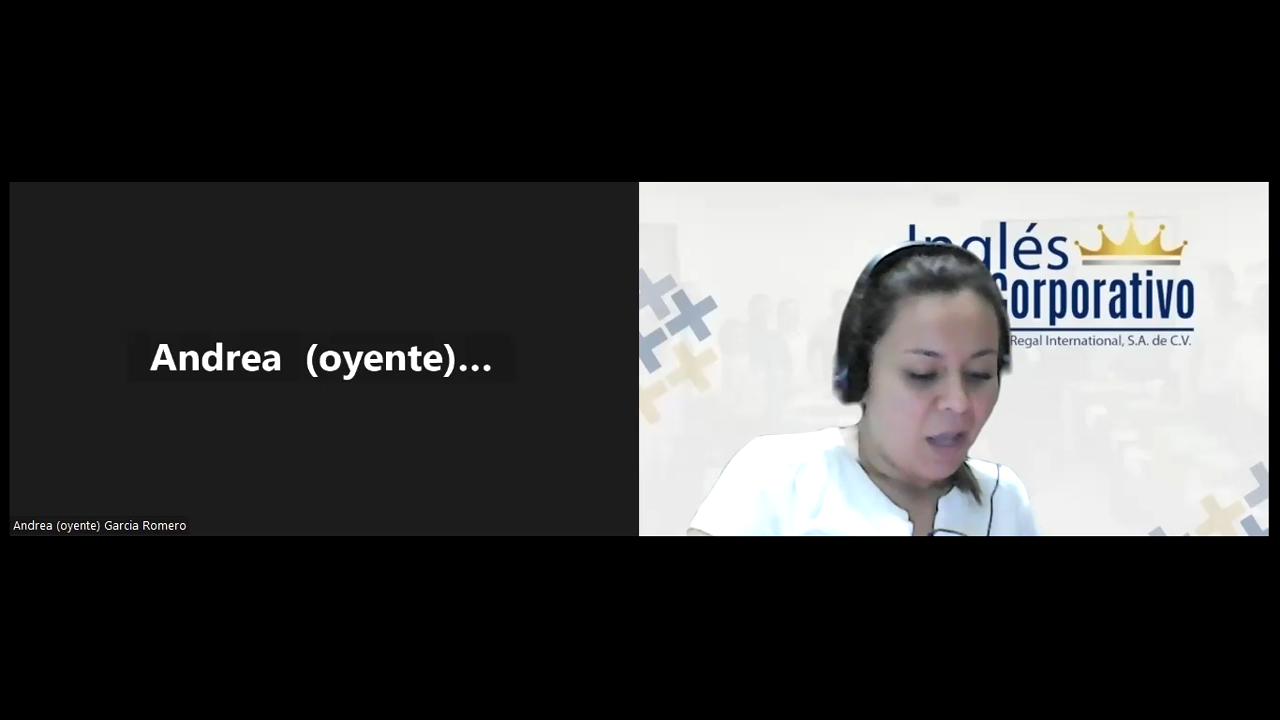 Andrea (oyente)...
Andrea (oyente) Garcia Romero
Inglés
Corporativo
Regal International, S.A. de C.V.